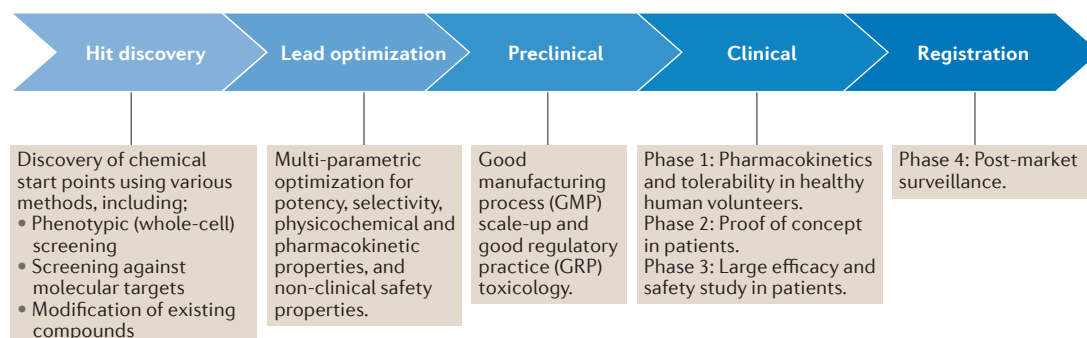 Hit discovery
Lead optimization
Preclinical
Clinical
Registration
Discovery of chemical
start points using various
methods, including;
• Phenotypic (whole-cell)
screening
• Screening against
molecular targets
• Modification of existing
compounds
Multi-parametric
optimization for
potency, selectivity,
physicochemical and
pharmacokinetic
properties, and
non-clinical safety
properties.
Good
manufacturing
process (GMP)
scale-up and
good regulatory
practice (GRP)
toxicology.
Phase 1: Pharmacokinetics
and tolerability in healthy
human volunteers.
Phase 2: Proof of concept
in patients.
Phase 3: Large efficacy and
safety study in patients.
Phase 4: Post-market
surveillance.